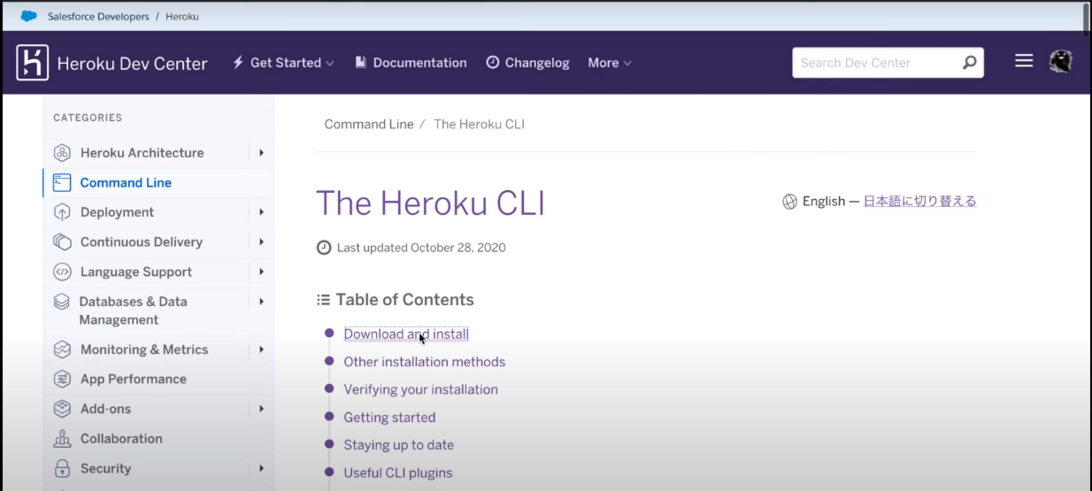 Salesforce Developers / Heroku
Heroku Dev Center
Get Started
Documentation
Changelog
More
Search Dev Center
CATEGORIES
Heroku Architecture
Command Line
Deployment
Continuous Delivery
Language Support
Databases & Data
Management
Monitoring & Metrics
App Performance
Add-ons
Collaboration
Security
Command Line / The Heroku CLI
The Heroku CLI
English — 日本語に切り替える
Last updated October 28, 2020
Table of Contents
Download and install
Other installation methods
Verifying your installation
Getting started
Staying up to date
Useful CLI plugins